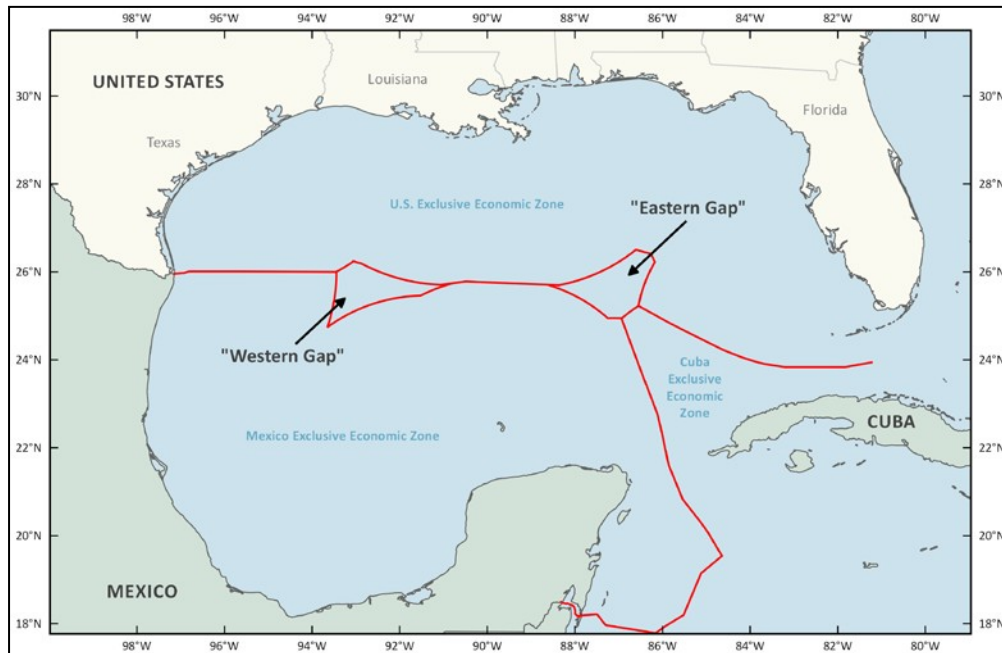 98°W 96°W 94°W 92°W 90°W 88°W 86°W 84°W 82°W 80°W
UNITED STATES
Louisiana
30°N 30°N
Florida
Texas
28°N 28°N
U.S. Exclusive Economic Zone
"Eastern Gap"
26°N 26°N
"Western Gap"
24°N 24°N
Cuba
Exclusive
Economic
Zone
CUBA
Mexico Exclusive Economic Zone
22°N 22°N
20°N 20°N
MEXICO
18°N 18°N
98°W 96°W 94°W 92°W 90°W 88°W 86°W 84°W 82°W 80°W